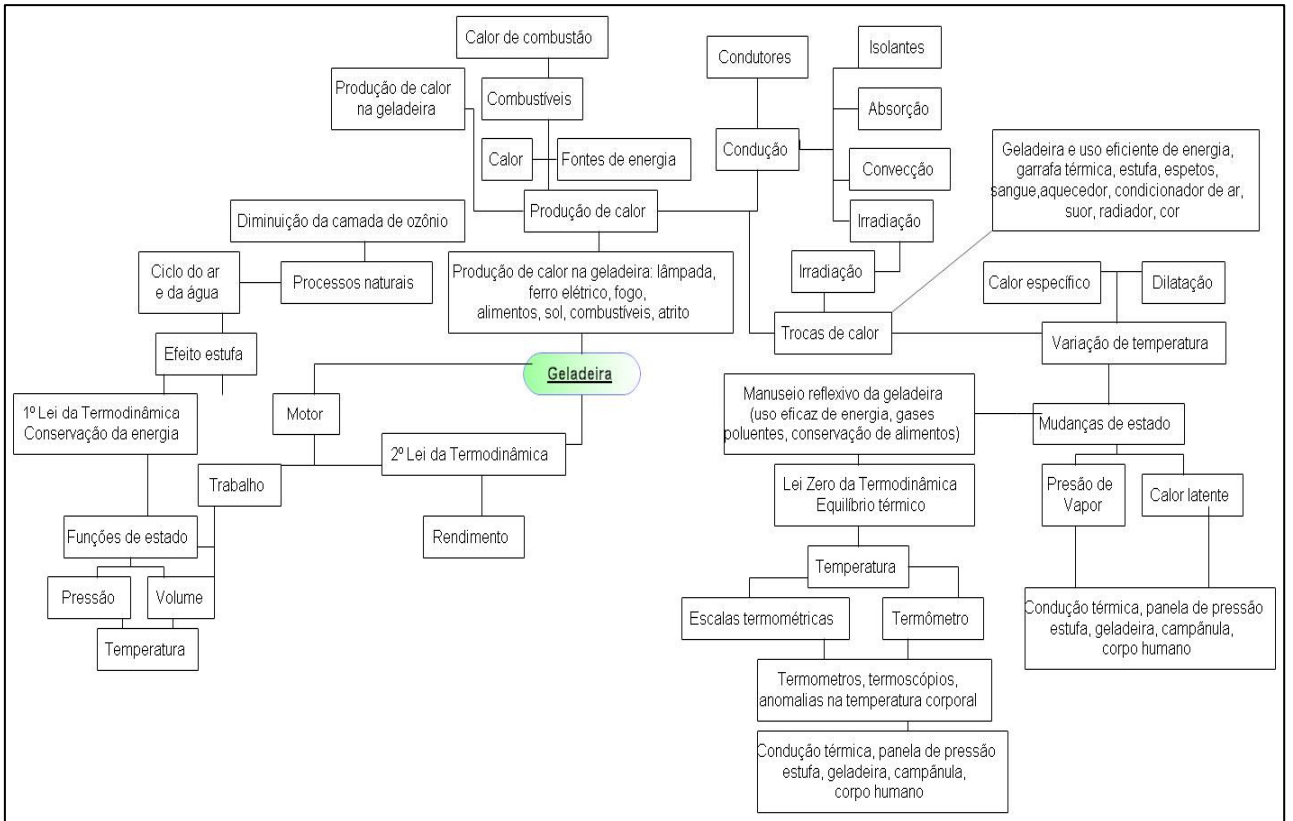 Calor de combustão
Condutores
Isolantes
Produção de calor
na geladeira
Combustíveis
Absorção
Calor
Fontes de energia
Condução
Convecção
Geladeira e uso eficiente de energia,
garrafa térmica, estufa, espetos,
sangue,aquecedor, condicionador de ar,
suor, radiador, cor
Produção de calor
Irradiação
Diminuição da camada de ozônio
Ciclo do ar
e da água
Processos naturais
Produção de calor na geladeira: lâmpada,
ferro elétrico, fogo,
alimentos, sol, combustíveis, atrito
Irradiação
Calor específico
Dilatação
Trocas de calor
Variação de temperatura
Efeito estufa
Geladeira
1º Lei da Termodinâmica
Conservação da energia
Motor
Manuseio reflexivo da geladeira
(uso eficaz de energia, gases
poluentes, conservação de alimentos)
Mudanças de estado
2º Lei da Termodinâmica
Trabalho
Lei Zero da Termodinâmica
Equilíbrio térmico
Presão de
Vapor
Calor latente
Funções de estado
Rendimento
Temperatura
Pressão
Volume
Escalas termométricas
Termômetro
Condução térmica, panela de pressão
estufa, geladeira, campãnula,
corpo humano
Temperatura
Termometros, termoscópios,
anomalias na temperatura corporal
Condução térmica, panela de pressão
estufa, geladeira, campãnula,
corpo humano